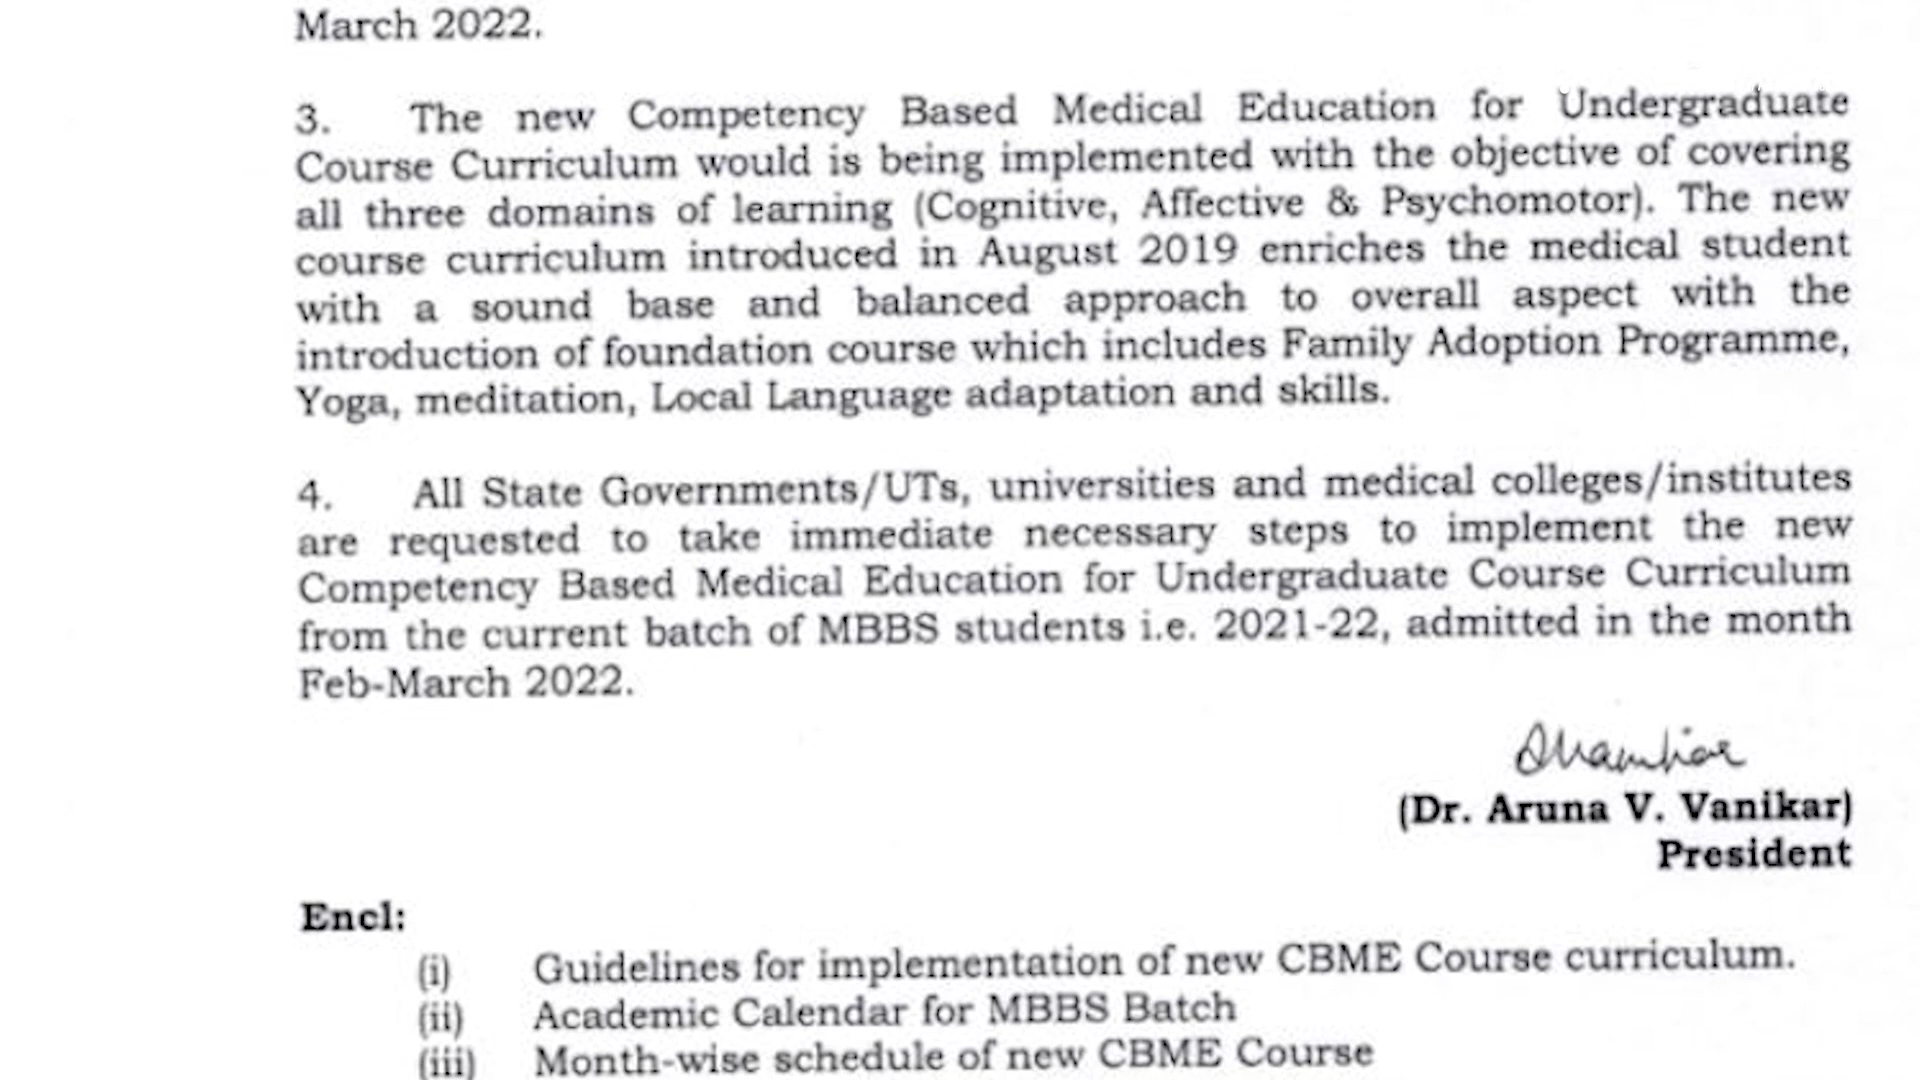 March 2022.
3. The new Competency Based Medical Education for Undergraduate
Course Curriculum would is being implemented with the objective of covering
all three domains of learning (Cognitive, Affective & Psychomotor). The new
course curriculum introduced in August 2019 enriches the medical student
with a sound base and balanced approach to overall aspect with the
introduction of foundation course which includes Family Adoption Programme,
Yoga, meditation, Local Language adaptation and skills.
4. All State Governments/UTs, universities and medical colleges/institutes
are requested to take immediate necessary steps to implement the new
Competency Based Medical Education for Undergraduate Course Curriculum
from the current batch of MBBS students i.e. 2021-22, admitted in the month
Feb-March 2022.
(Dr. Aruna V. Vanikar)
President
Encl:
(i) Guidelines for implementation of new CBME Course curriculum.
(ii) Academic Calendar for MBBS Batch
(iii) Month-wise schedule of new CBME Course